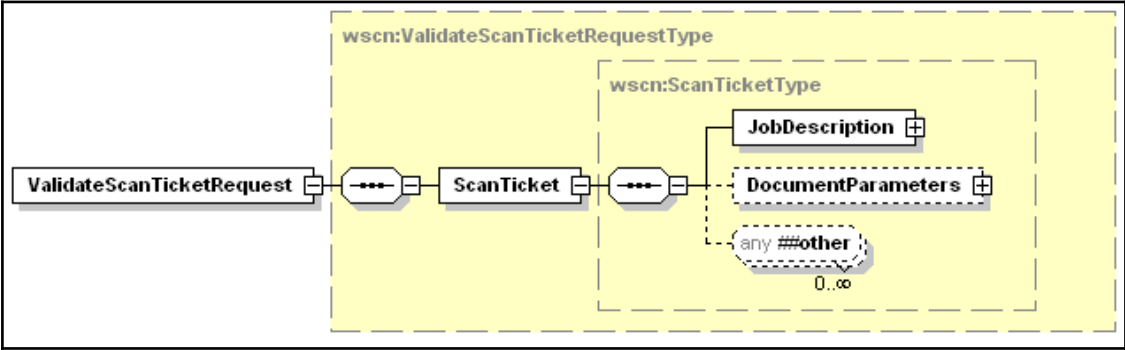 wscn:ValidateScanTicketRequestType
wscn:ScanTicketType
JobDescription
ValidateScanTicketRequest
ScanTicket
DocumentParameters
any ##other
0..∞